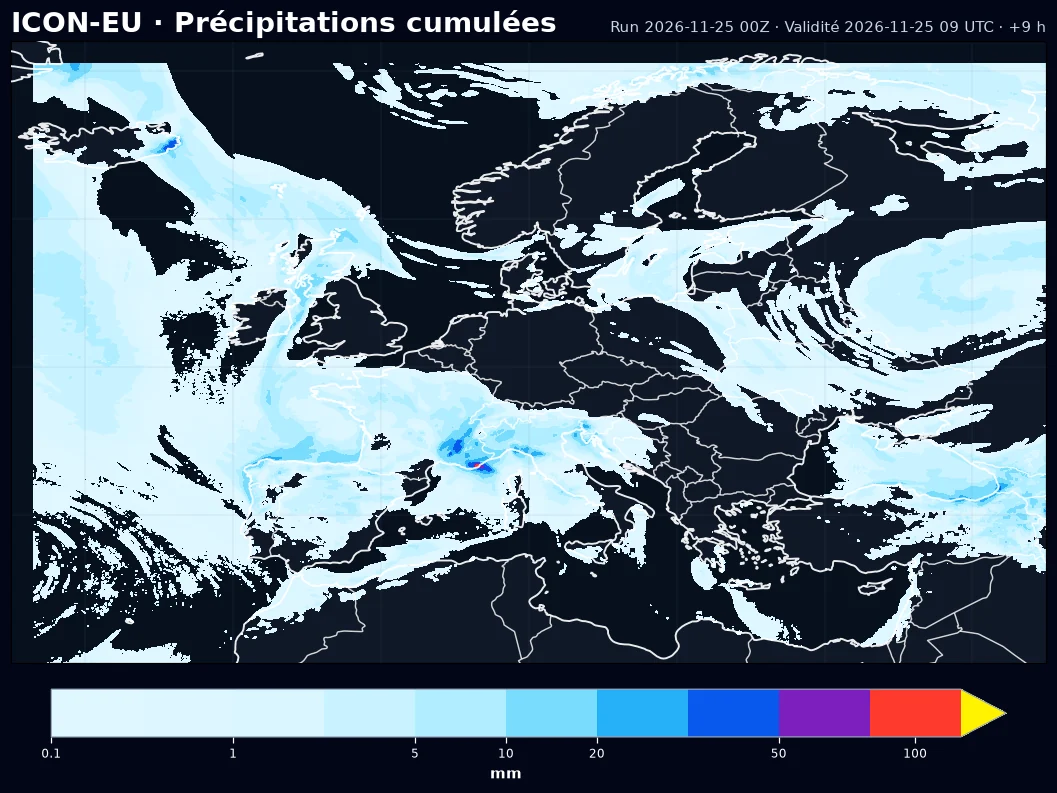 ICON-EU · Précipitations cumulées
Run 2026-11-25 00Z · Validité 2026-11-25 09 UTC · +9 h
0.1 1 5 10 20 50 100
mm